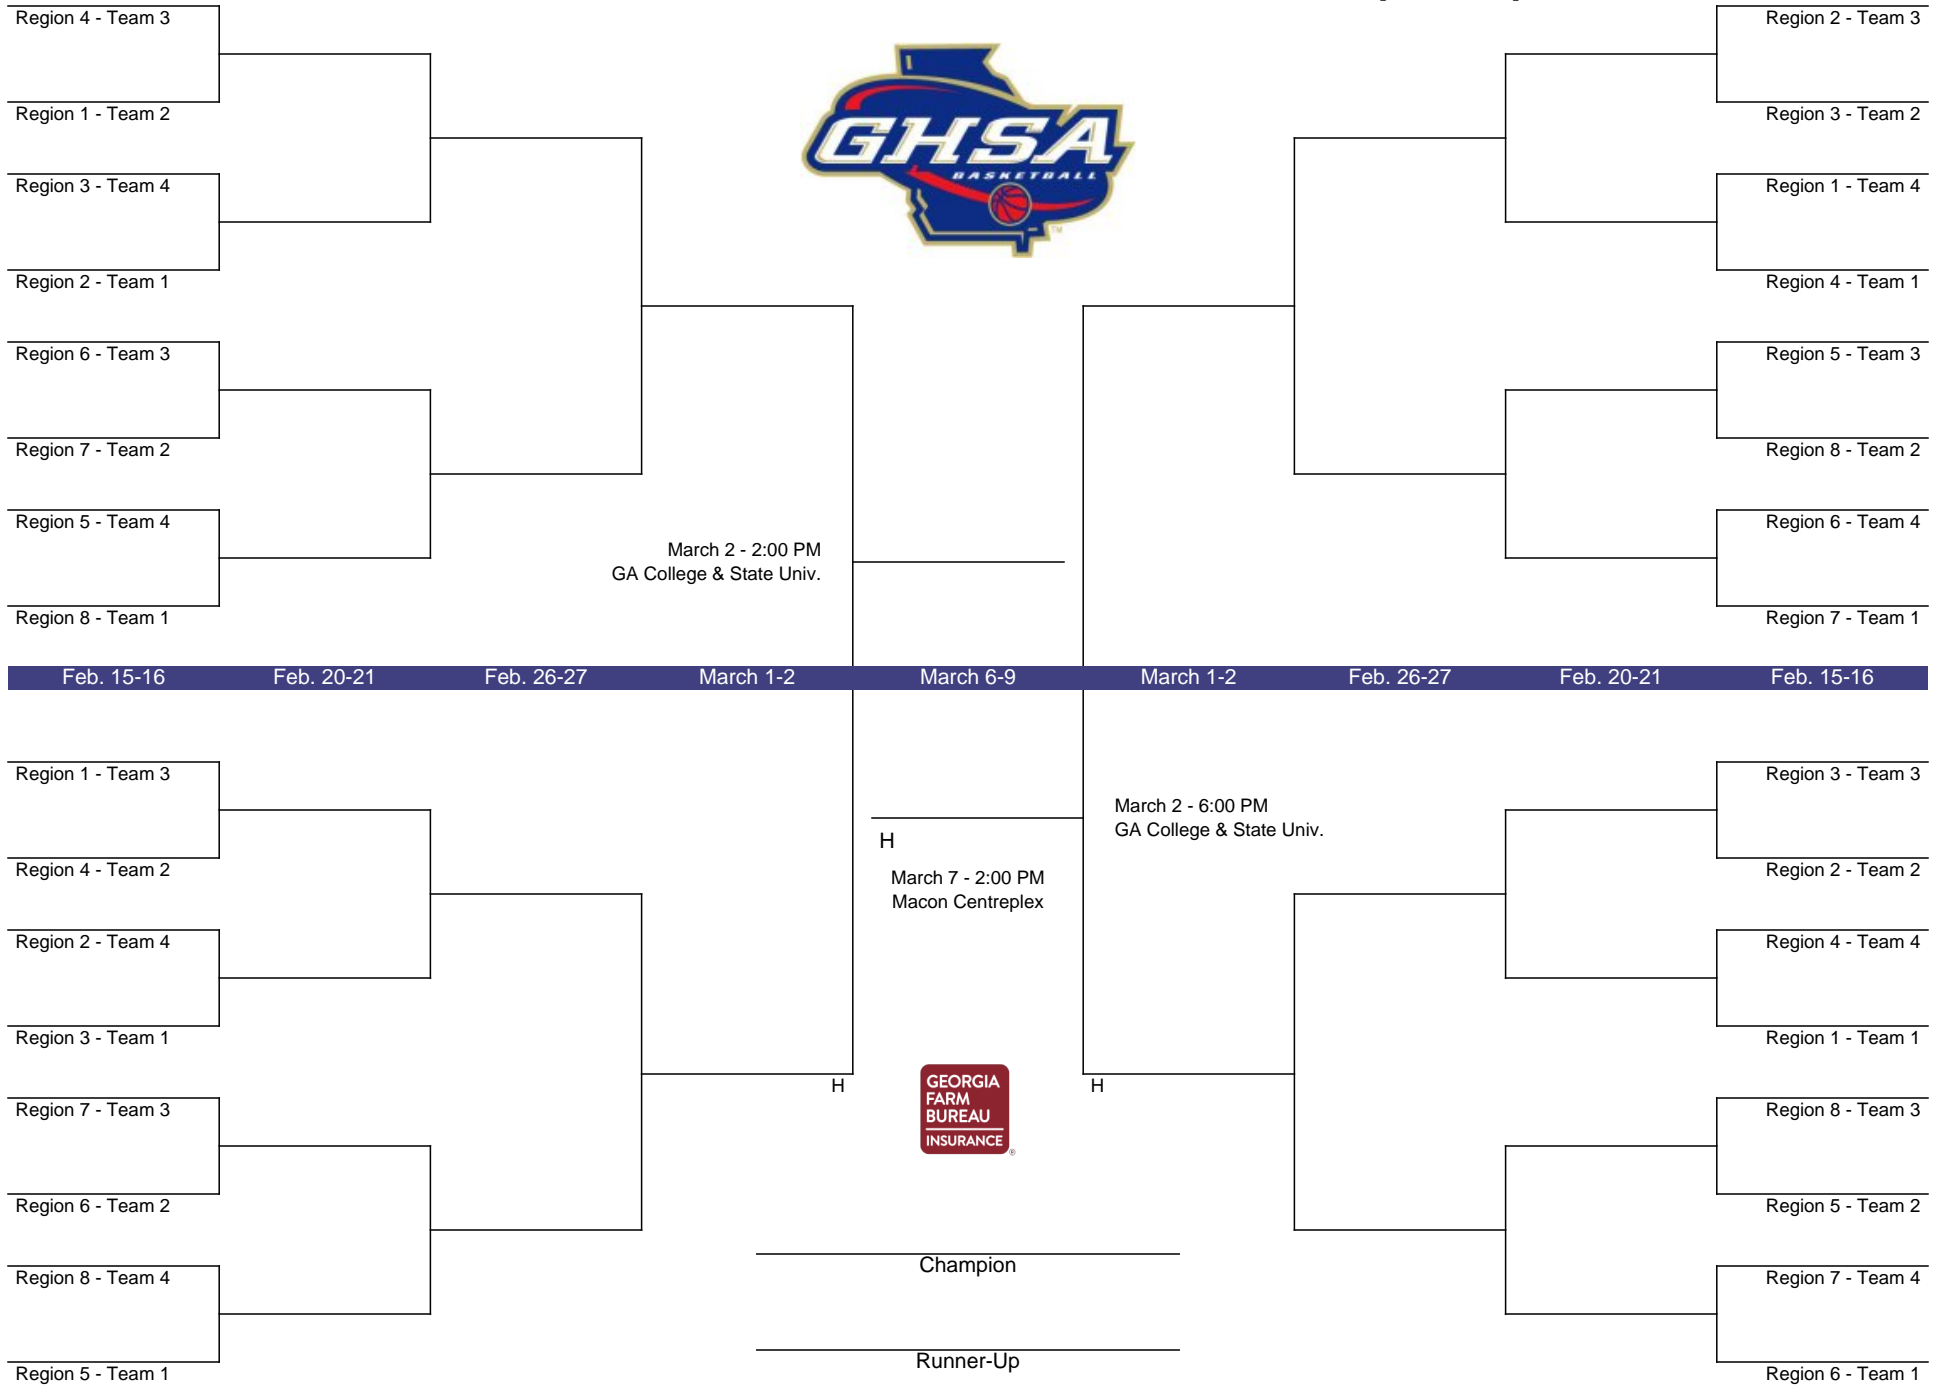 Region 4 - Team 3
Region 1 - Team 2
Region 3 - Team 4
Region 2 - Team 1
Region 6 - Team 3
Region 7 - Team 2
Region 5 - Team 4
Region 8 - Team 1
GHSA
BASKETBALL
TM
March 2 - 2:00 PM
GA College & State Univ.
Region 2 - Team 3
Region 3 - Team 2
Region 1 - Team 4
Region 4 - Team 1
Region 5 - Team 3
Region 8 - Team 2
Region 6 - Team 4
Region 7 - Team 1
Feb. 15-16 Feb. 20-21 Feb. 26-27 March 1-2 March 6-9 March 1-2 Feb. 26-27 Feb. 20-21 Feb. 15-16
Region 1 - Team 3
Region 4 - Team 2
Region 2 - Team 4
Region 3 - Team 1
Region 7 - Team 3
Region 6 - Team 2
Region 8 - Team 4
Region 5 - Team 1
H
March 7 - 2:00 PM
Macon Centreplex
March 2 - 6:00 PM
GA College & State Univ.
H
H
GEORGIA
FARM
BUREAU
INSURANCE
®
Champion
Runner-Up
Region 3 - Team 3
Region 2 - Team 2
Region 4 - Team 4
Region 1 - Team 1
Region 8 - Team 3
Region 5 - Team 2
Region 7 - Team 4
Region 6 - Team 1